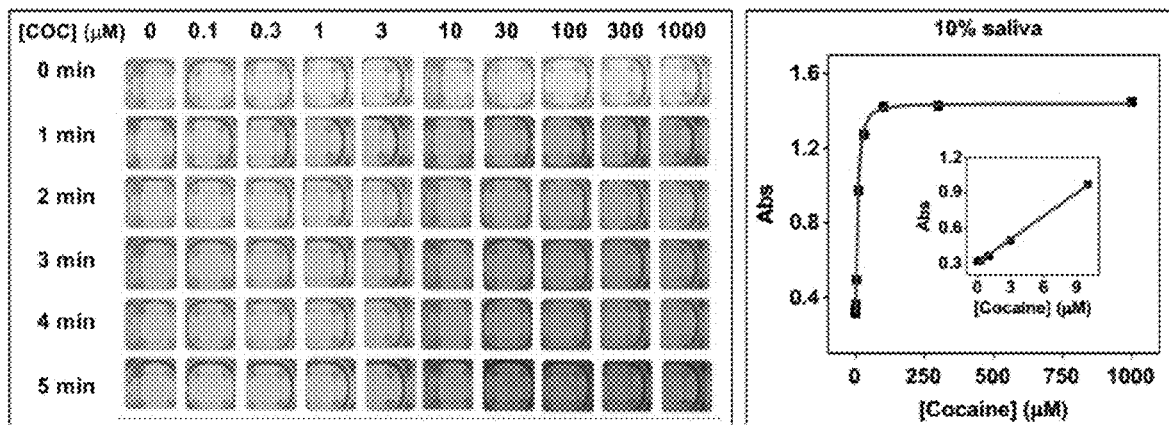 [COC] (μM) 0 0.1 0.3 1 3 10 30 100 300 1000
0 min
1 min
2 min
3 min
4 min
5 min
10% saliva
1.6
1.2
0.8
0.4
Abs
0 250 500 750 1000
[Cocaine] (μM)
1.2
0.9
0.6
0.3
Abs
0 3 6 9
[Cocaine] (μM)